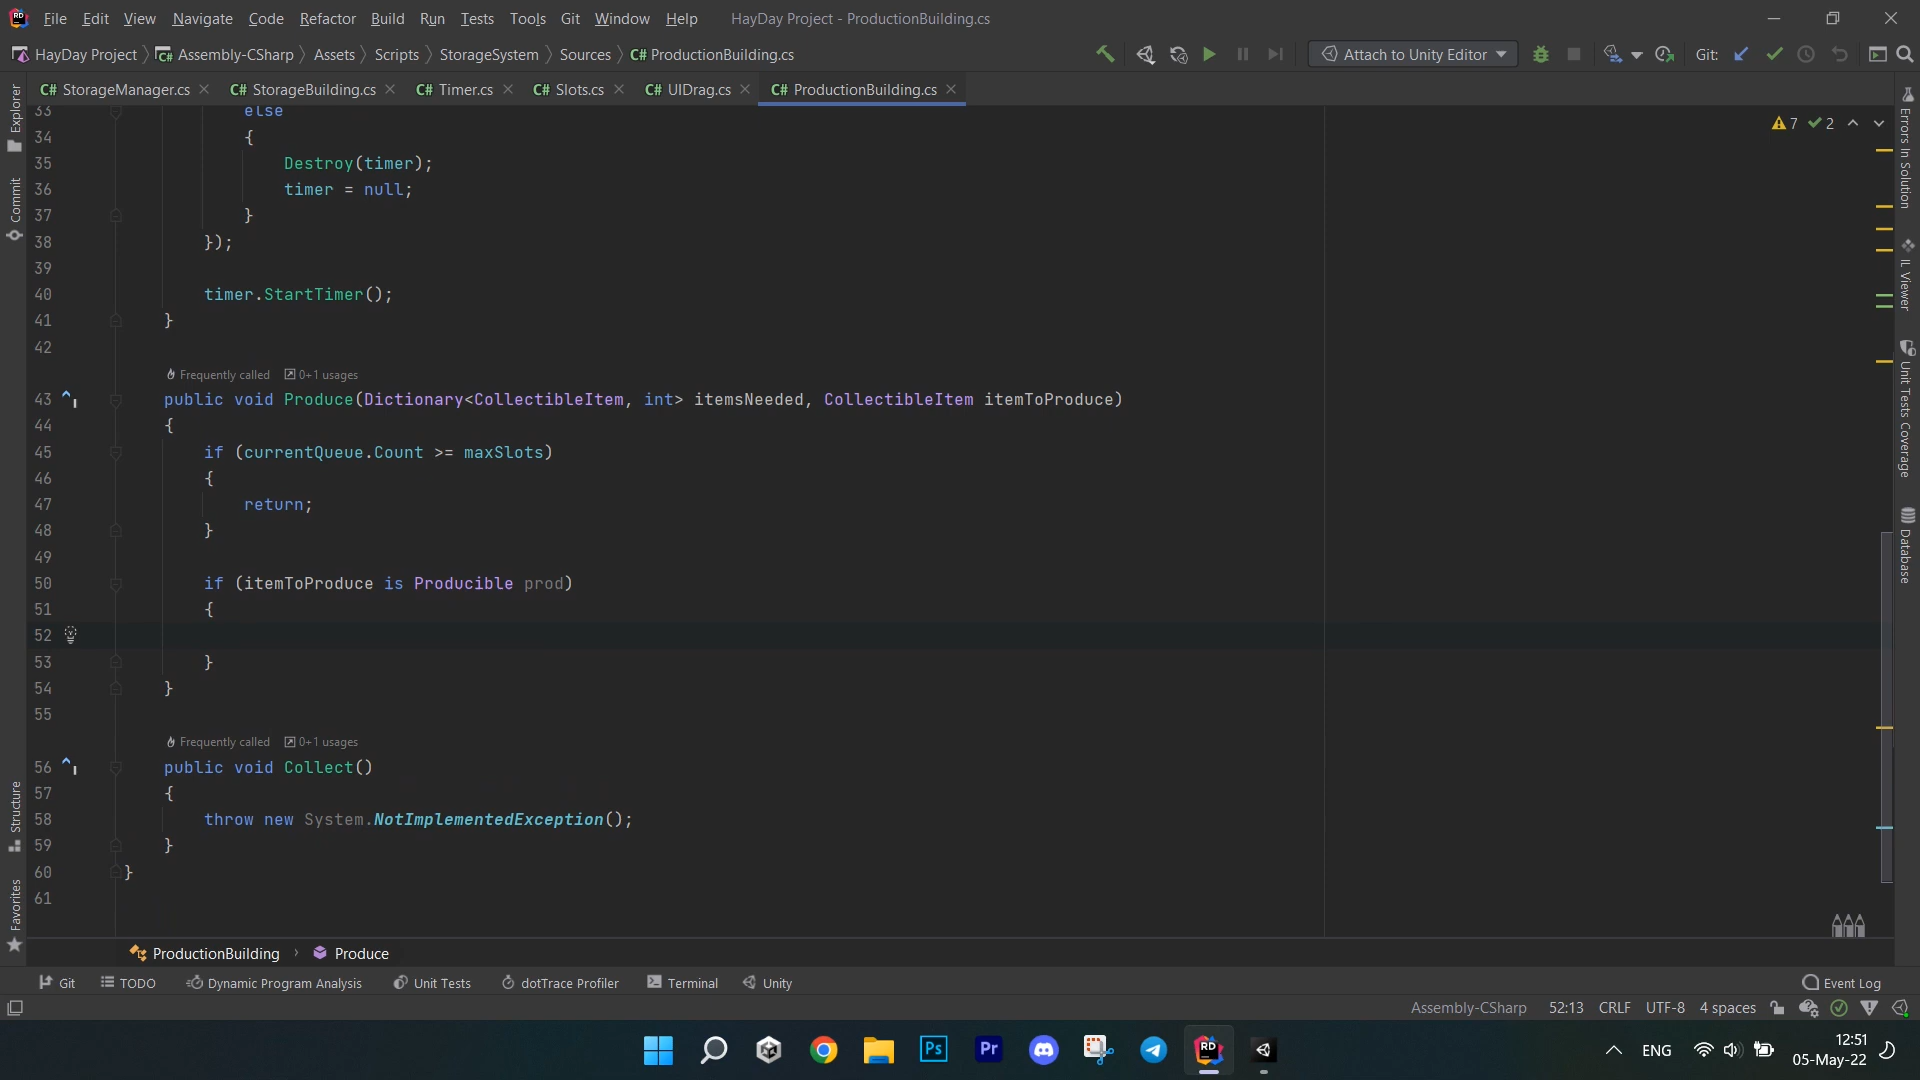 File Edit View Navigate Code Refactor Build Run Tests Tools Git Window Help HayDay Project - ProductionBuilding.cs
HayDay Project Assembly-CSharp Assets Scripts StorageSystem Sources C# ProductionBuilding.cs Attach to Unity Editor Git:
C# StorageManager.cs C# StorageBuilding.cs C# Timer.cs C# Slots.cs C# UIDrag.cs C# ProductionBuilding.cs
Explorer
Commit
Structure
Favorites
7 2
33 else
34 {
35 Destroy(timer);
36 timer = null;
37 }
38 });
39
40 timer.StartTimer();
41 }
42
Frequently called 0+1 usages
43 public void Produce(Dictionary<CollectibleItem, int> itemsNeeded, CollectibleItem itemToProduce)
44 {
45 if (currentQueue.Count >= maxSlots)
46 {
47 return;
48 }
49
50 if (itemToProduce is Producible prod)
51 {
52
53 }
54 }
55
Frequently called 0+1 usages
56 public void Collect()
57 {
58 throw new System.NotImplementedException();
59 }
60 }
61
Errors In Solution
IL Viewer
Unit Tests Coverage
Database
ProductionBuilding Produce
Git TODO Dynamic Program Analysis Unit Tests dotTrace Profiler Terminal Unity Event Log
Assembly-CSharp 52:13 CRLF UTF-8 4 spaces
Ps Pr RD ENG 12:51
05-May-22